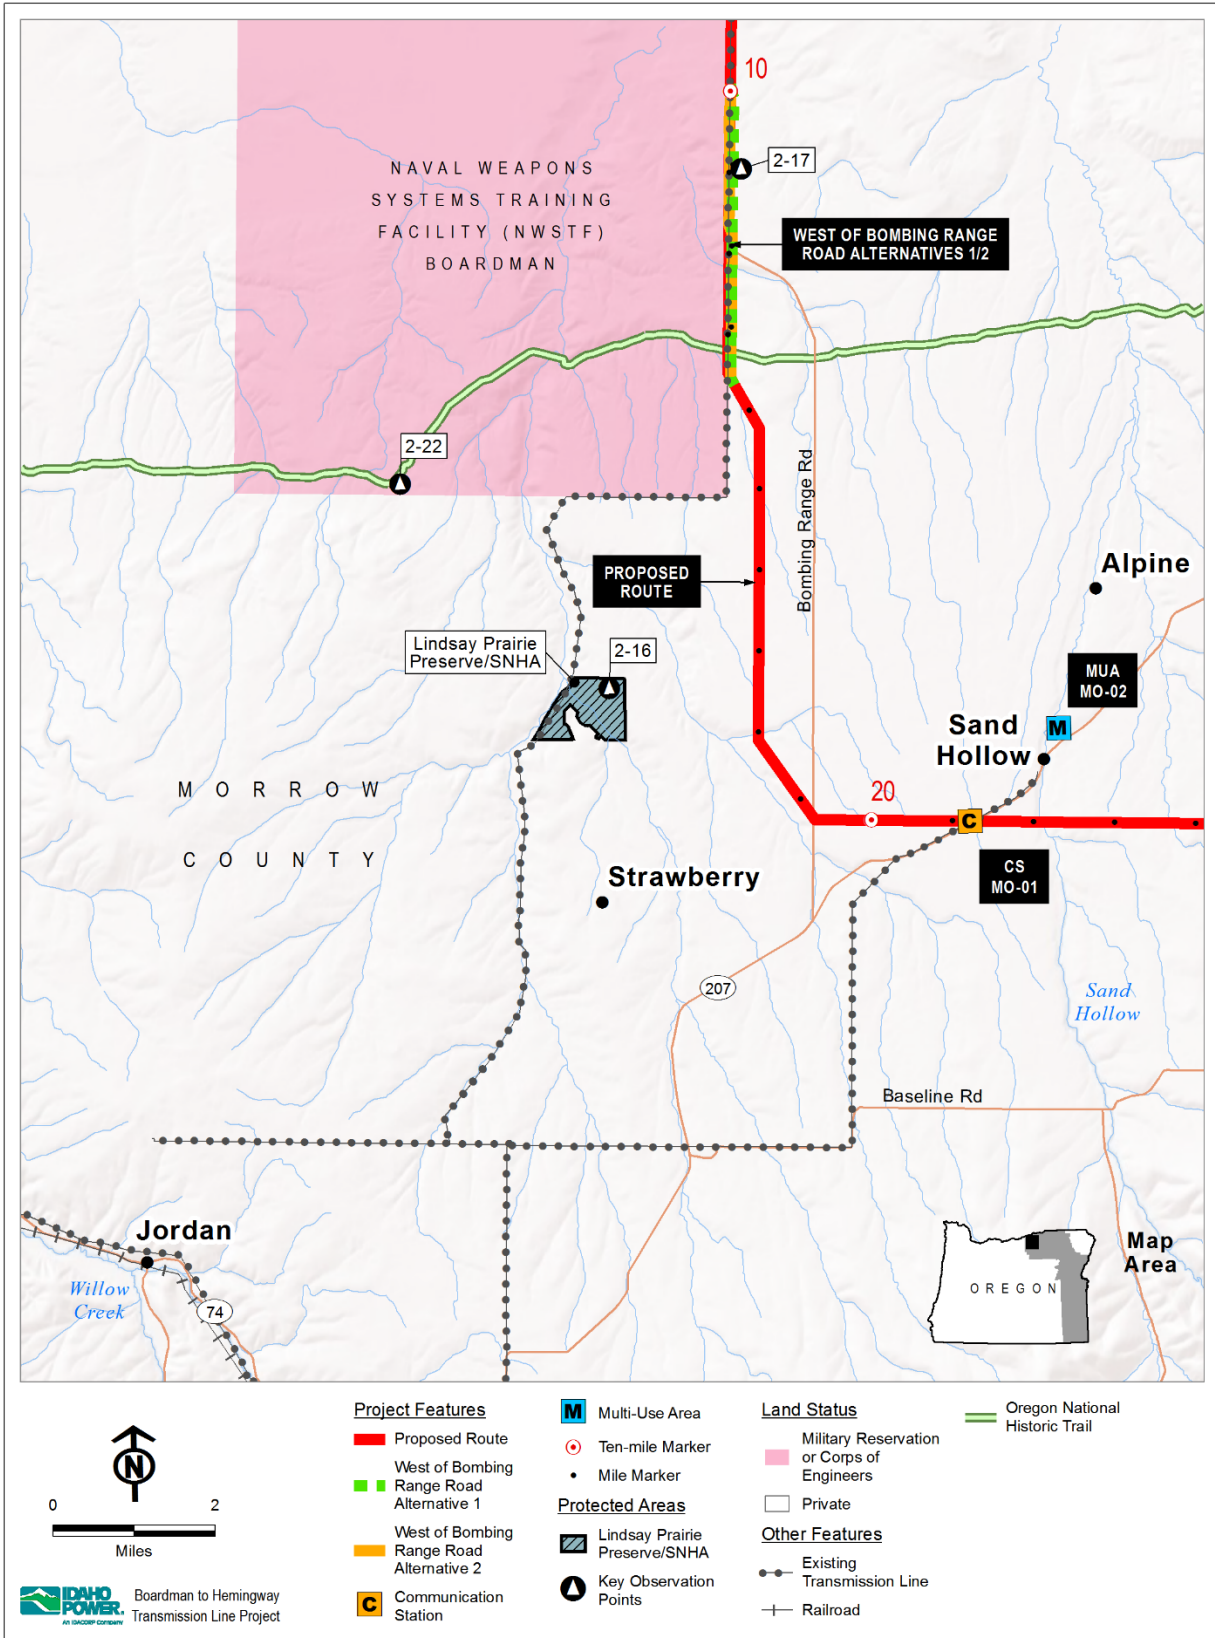 10
2-17
NAVAL WEAPONS
SYSTEMS TRAINING
FACILITY (NWSTF)
BOARDMAN
WEST OF BOMBING RANGE
ROAD ALTERNATIVES 1/2
2-22
Bombing Range Rd
PROPOSED
ROUTE
Alpine
Lindsay Prairie
Preserve/SNHA
2-16
MUA
MO-02
M
Sand
Hollow
MORROW
COUNTY
20
C
CS
MO-01
Strawberry
207
Sand
Hollow
Baseline Rd
Jordan
Willow
Creek
74
OREGON
Map
Area
N
0 2
Miles
IDAHO
POWER.
An IDACORP Company
Boardman to Hemingway
Transmission Line Project
Project Features
Proposed Route
West of Bombing
Range Road
Alternative 1
West of Bombing
Range Road
Alternative 2
C Communication
Station
M Multi-Use Area
Ten-mile Marker
Mile Marker
Protected Areas
Lindsay Prairie
Preserve/SNHA
Key Observation
Points
Land Status
Military Reservation
or Corps of
Engineers
Private
Other Features
Existing
Transmission Line
Railroad
Oregon National
Historic Trail